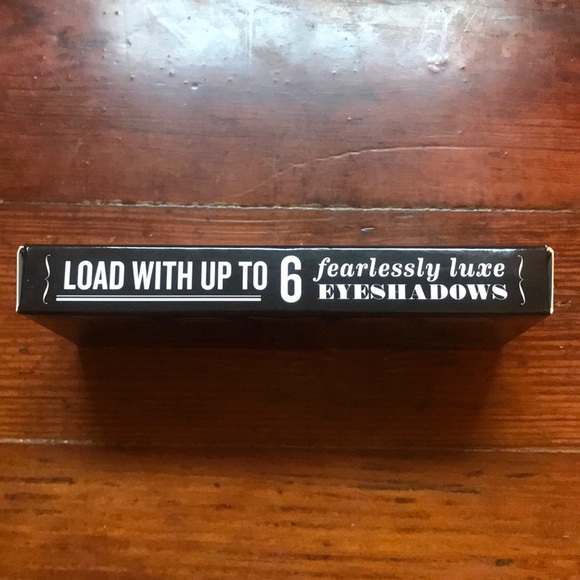 LOAD WITH UP TO 6 fearlessly luxe
EYESHADOWS